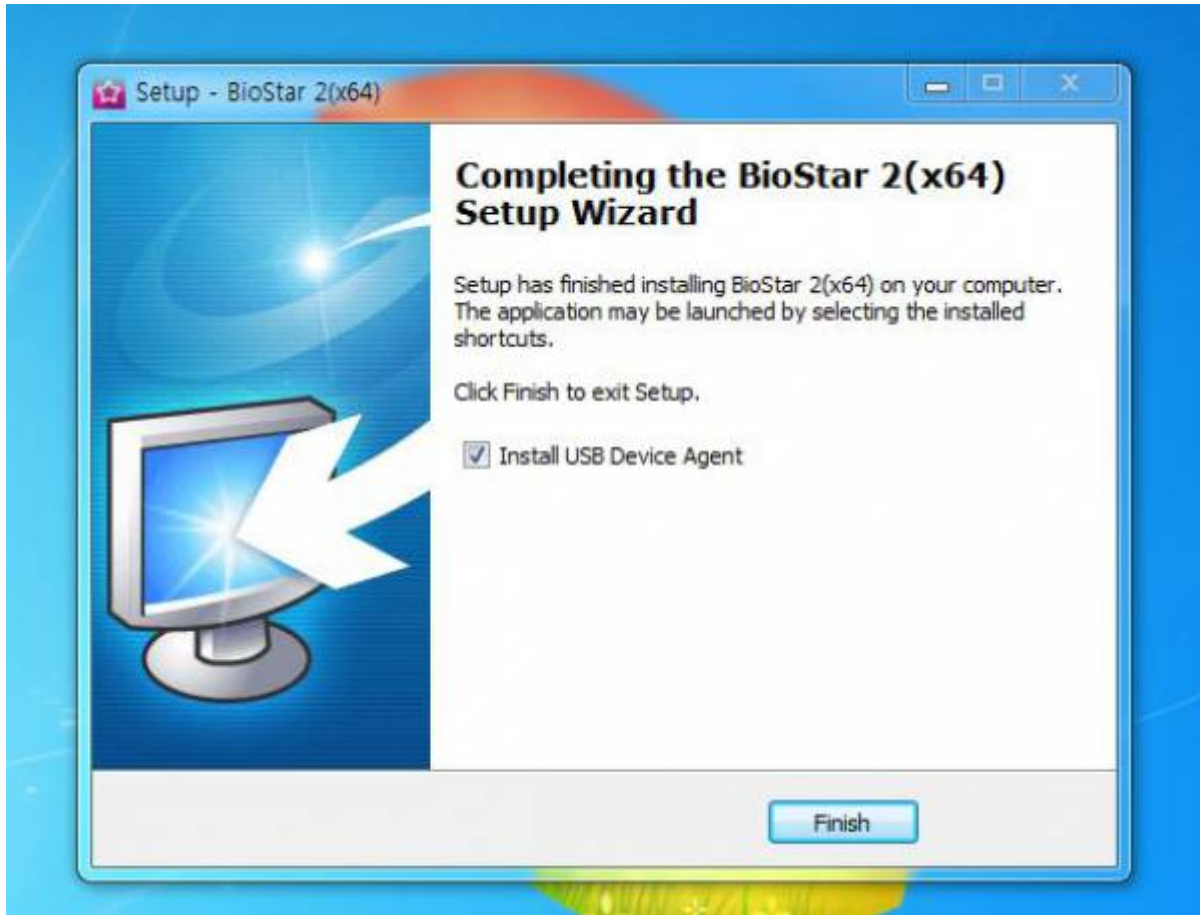 Setup - BioStar 2(x64)
Completing the BioStar 2(x64)
Setup Wizard
Setup has finished installing BioStar 2(x64) on your computer.
The application may be launched by selecting the installed
shortcuts.
Click Finish to exit Setup.
Install USB Device Agent
Finish